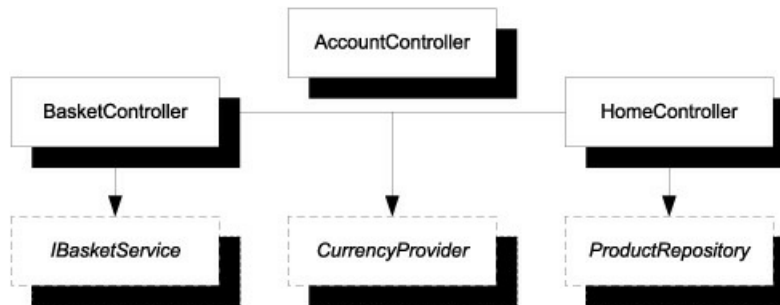 AccountController
BasketController
HomeController
IBasketService
CurrencyProvider
ProductRepository